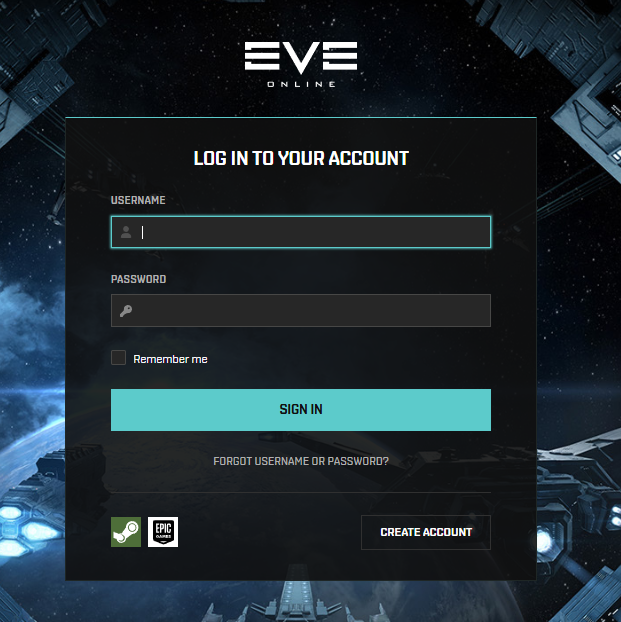 EVE
ONLINE
LOG IN TO YOUR ACCOUNT
USERNAME
PASSWORD
Remember me
SIGN IN
FORGOT USERNAME OR PASSWORD?
EPIC
GAMES
CREATE ACCOUNT